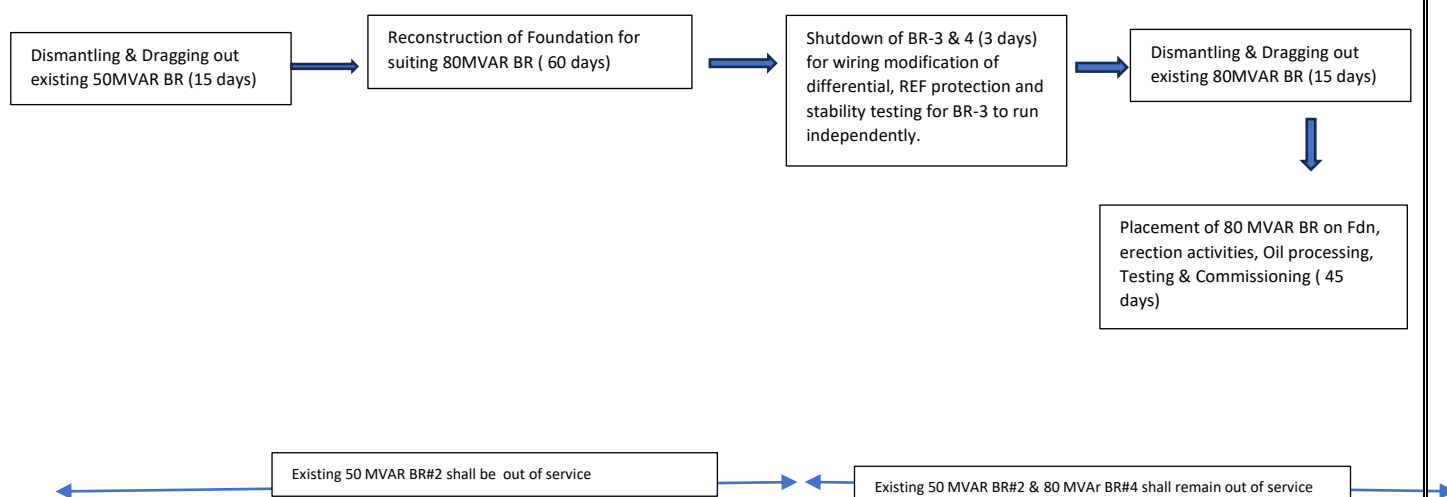 Dismantling & Dragging out
existing 50MVAR BR (15 days)
Reconstruction of Foundation for
suiting 80MVAR BR ( 60 days)
Shutdown of BR-3 & 4 (3 days)
for wiring modification of
differential, REF protection and
stability testing for BR-3 to run
independently.
Dismantling & Dragging out
existing 80MVAR BR (15 days)
Placement of 80 MVAR BR on Fdn,
erection activities, Oil processing,
Testing & Commissioning ( 45
days)
Existing 50 MVAR BR#2 shall be out of service
Existing 50 MVAR BR#2 & 80 MVAr BR#4 shall remain out of service